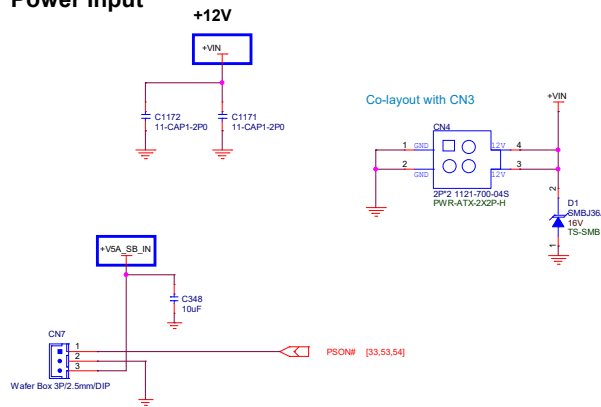 Power Input
+12V
+VIN
C1172
11-CAP1-2P0
C1171
11-CAP1-2P0
Co-layout with CN3
+VIN
CN4
1 GND 12V 4
2 GND 12V 3
2P*2 1121-700-04S
PWR-ATX-2X2P-H
2
D1
SMBJ36
16V
TS-SMB
1
+V5A_SB_IN
C348
10uF
CN7
1
2
3
PSON# [33,53,54]
Wafer Box 3P/2.5mm/DIP